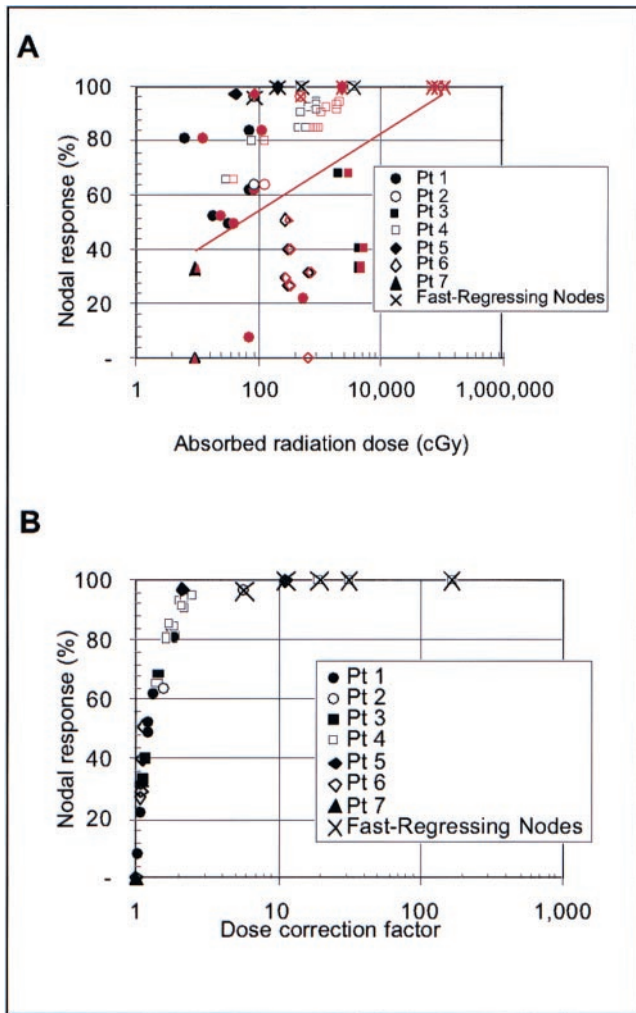 A
Nodal response (%)
100
80
60
40
20
-
1 100 10,000 1,000,000
Absorbed radiation dose (cGy)
Pt 1
Pt 2
Pt 3
Pt 4
Pt 5
Pt 6
Pt 7
Fast-Regressing Nodes
B
Nodal response (%)
100
80
60
40
20
-
1 10 100 1,000
Dose correction factor
Pt 1
Pt 2
Pt 3
Pt 4
Pt 5
Pt 6
Pt 7
Fast-Regressing Nodes